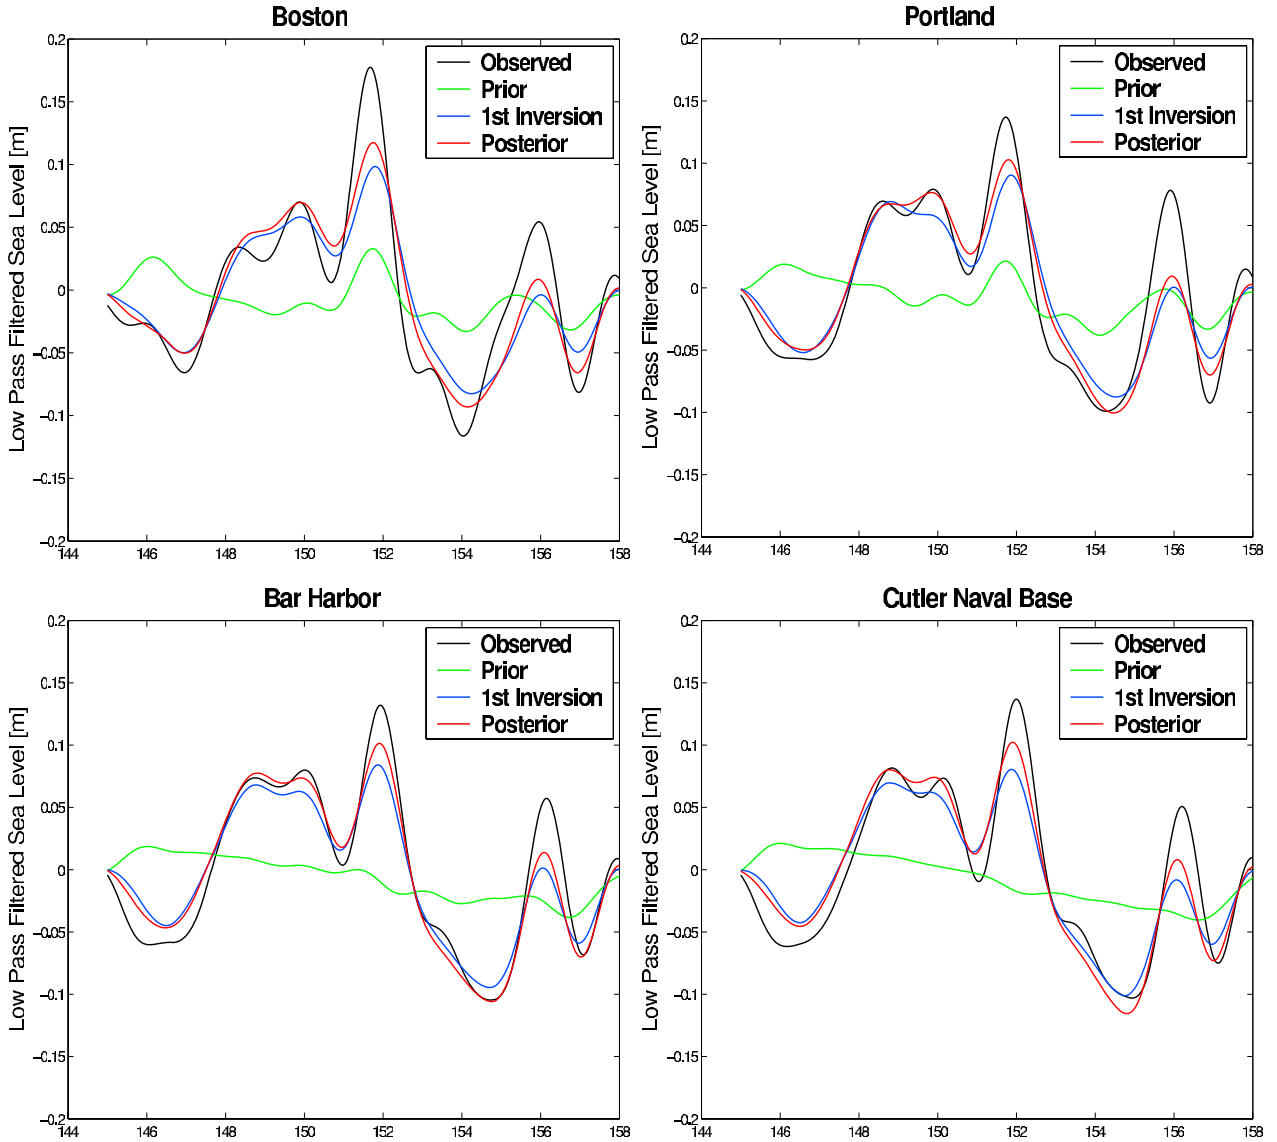 Boston
Low Pass Filtered Sea Level [m]
0.2
0.15
0.1
0.05
0
−0.05
−0.1
−0.15
−0.2
144 146 148 150 152 154 156 158
Observed
Prior
1st Inversion
Posterior
Portland
Low Pass Filtered Sea Level [m]
0.2
0.15
0.1
0.05
0
−0.05
−0.1
−0.15
−0.2
144 146 148 150 152 154 156 158
Observed
Prior
1st Inversion
Posterior
Bar Harbor
Low Pass Filtered Sea Level [m]
0.2
0.15
0.1
0.05
0
−0.05
−0.1
−0.15
−0.2
144 146 148 150 152 154 156 158
Observed
Prior
1st Inversion
Posterior
Cutler Naval Base
Low Pass Filtered Sea Level [m]
0.2
0.15
0.1
0.05
0
−0.05
−0.1
−0.15
−0.2
144 146 148 150 152 154 156 158
Observed
Prior
1st Inversion
Posterior